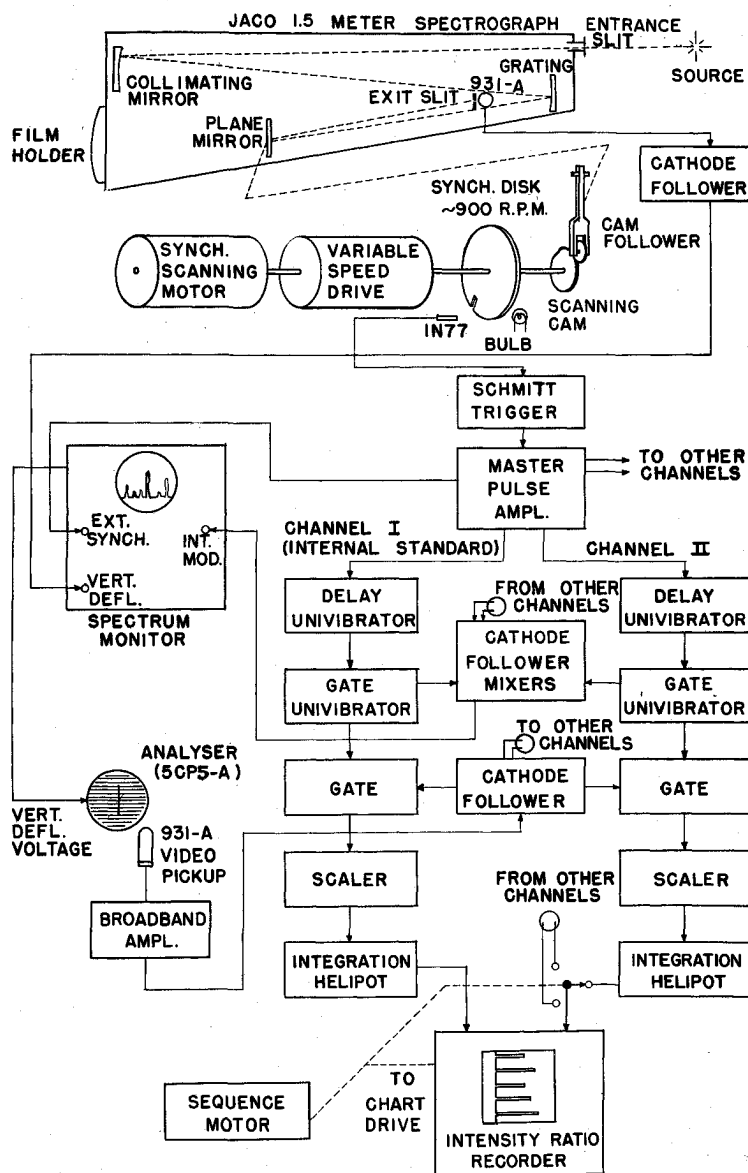 JACO 1.5 METER SPECTROGRAPH
ENTRANCE
SLIT
SOURCE
GRATING
931-A
EXIT SLIT
COLLIMATING
MIRROR
PLANE
MIRROR
FILM
HOLDER
CATHODE
FOLLOWER
SYNCH. DISK
~900 R.P.M.
CAM
FOLLOWER
SYNCH.
SCANNING
MOTOR
VARIABLE
SPEED
DRIVE
SCANNING
CAM
IN77
BULB
SCHMITT
TRIGGER
MASTER
PULSE
AMPL.
TO OTHER
CHANNELS
EXT.
SYNCH.
INT.
MOD.
VERT.
DEFL.
SPECTRUM
MONITOR
CHANNEL I
(INTERNAL STANDARD)
CHANNEL II
DELAY
UNIVIBRATOR
FROM OTHER
CHANNELS
DELAY
UNIVIBRATOR
CATHODE
FOLLOWER
MIXERS
GATE
UNIVIBRATOR
GATE
UNIVIBRATOR
TO OTHER
CHANNELS
ANALYSER
(5CP5-A)
GATE
CATHODE
FOLLOWER
GATE
VERT.
DEFL.
VOLTAGE
931-A
VIDEO
PICKUP
SCALER
FROM OTHER
CHANNELS
SCALER
BROADBAND
AMPL.
INTEGRATION
HELIPOT
INTEGRATION
HELIPOT
SEQUENCE
MOTOR
TO
CHART
DRIVE
INTENSITY RATIO
RECORDER